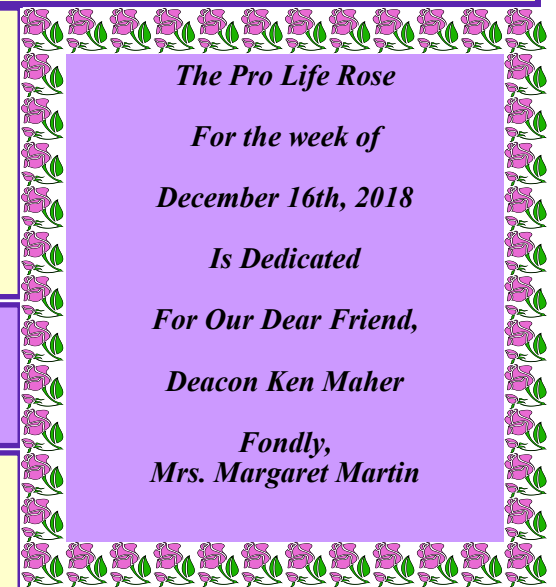 The Pro Life Rose
For the week of
December 16th, 2018
Is Dedicated
For Our Dear Friend,
Deacon Ken Maher
Fondly,
Mrs. Margaret Martin